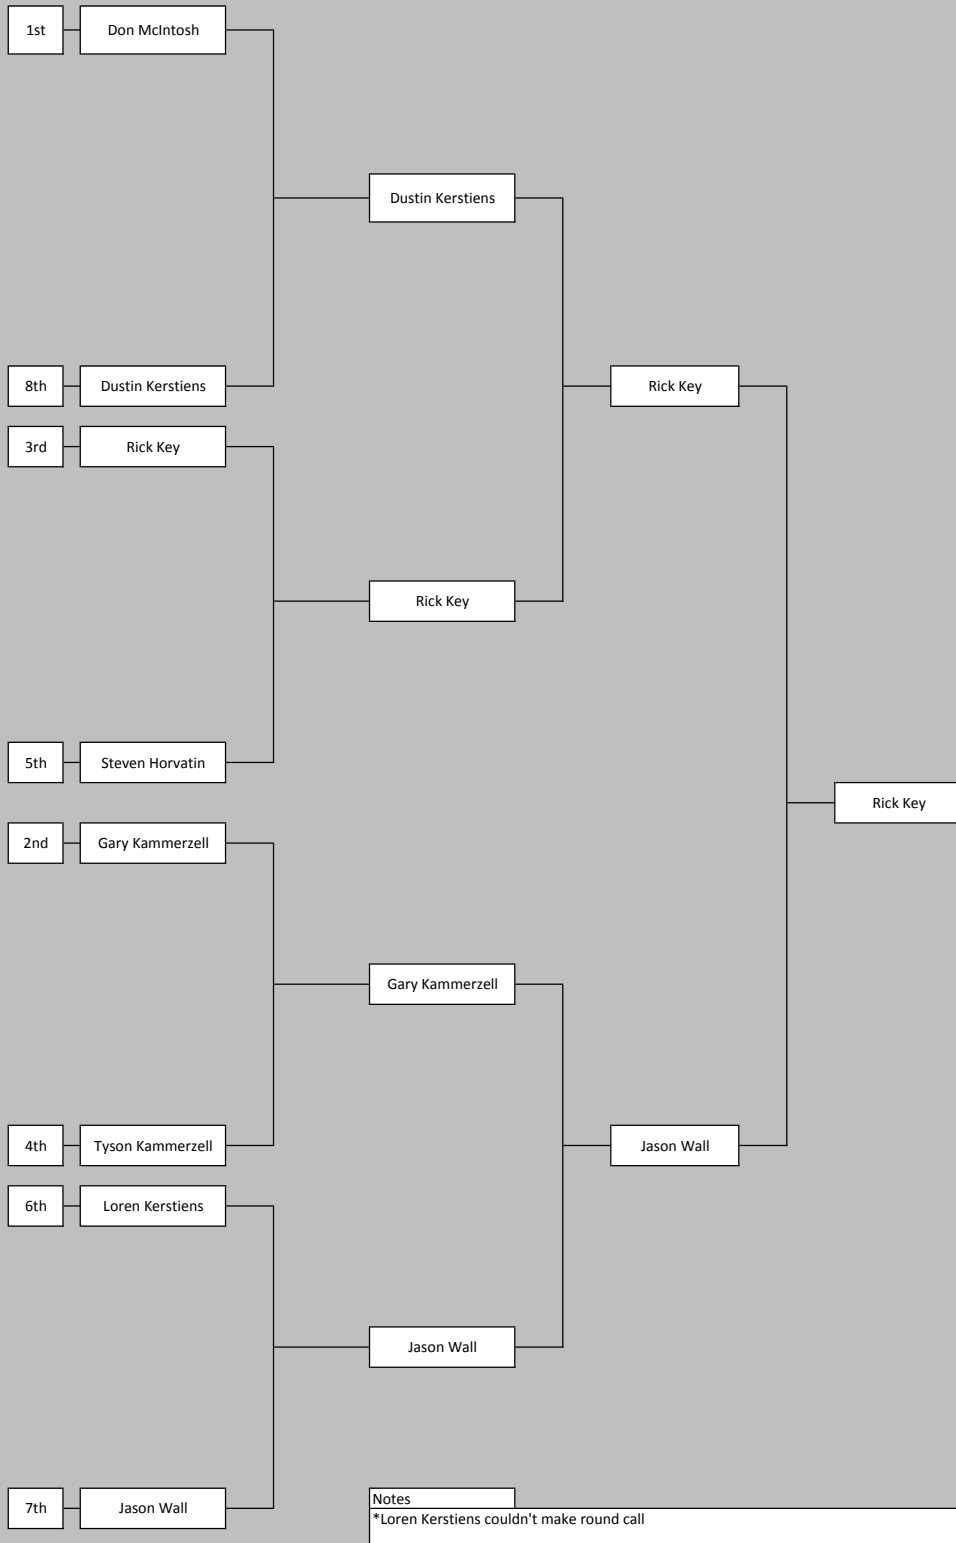 1st Don McIntosh
Dustin Kerstiens
8th Dustin Kerstiens
Rick Key
3rd Rick Key
Rick Key
5th Steven Horvatin
Rick Key
2nd Gary Kammerzell
Gary Kammerzell
4th Tyson Kammerzell
Jason Wall
6th Loren Kerstiens
Jason Wall
7th Jason Wall
Notes
*Loren Kerstiens couldn't make round call